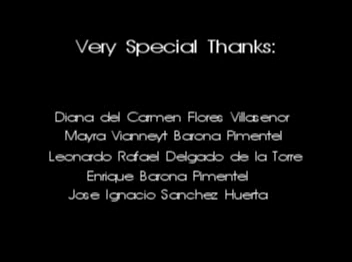 Very Special Thanks:
Diana del Carmen Flores Villasenor
Mayra Vianneyt Barona Pimentel
Leonardo Rafael Delgado de la Torre
Enrique Barona Pimentel
Jose Ignacio Sanchez Huerta